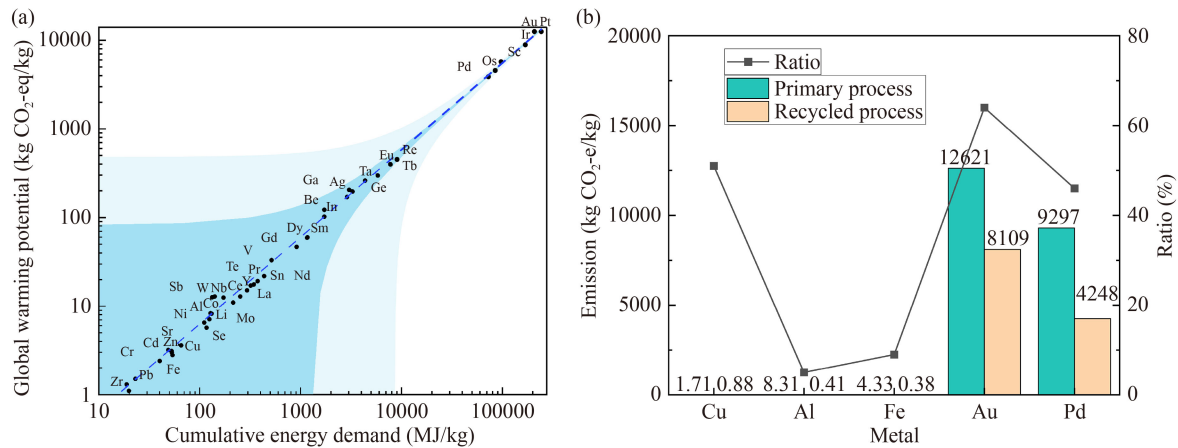 (a)
Global warming potential (kg CO2-eq/kg)
10000
1000
100
10
1
10
100
1000
10000
100000
Cumulative energy demand (MJ/kg)
Au Pt
Ir
Sc
Os
Pd
Re
Eu
Tb
Ta
Ge
Ag
Ga
In
Be
Sm
Dy
Gd
V
Te
Pr
Sn
Nd
Y
Sb
W
Nb
Ce
La
Co
Al
Ni
Li
Mo
Se
Sr
Zn
Cd
Cu
Cr
Fe
Pb
Zr
(b)
Emission (kg CO2-e/kg)
20000
15000
10000
5000
0
Ratio
Primary process
Recycled process
12621
8109
9297
4248
1.71
0.88
8.31
0.41
4.33
0.38
Cu
Al
Fe
Au
Pd
Metal
80
60
40
20
0
Ratio (%)